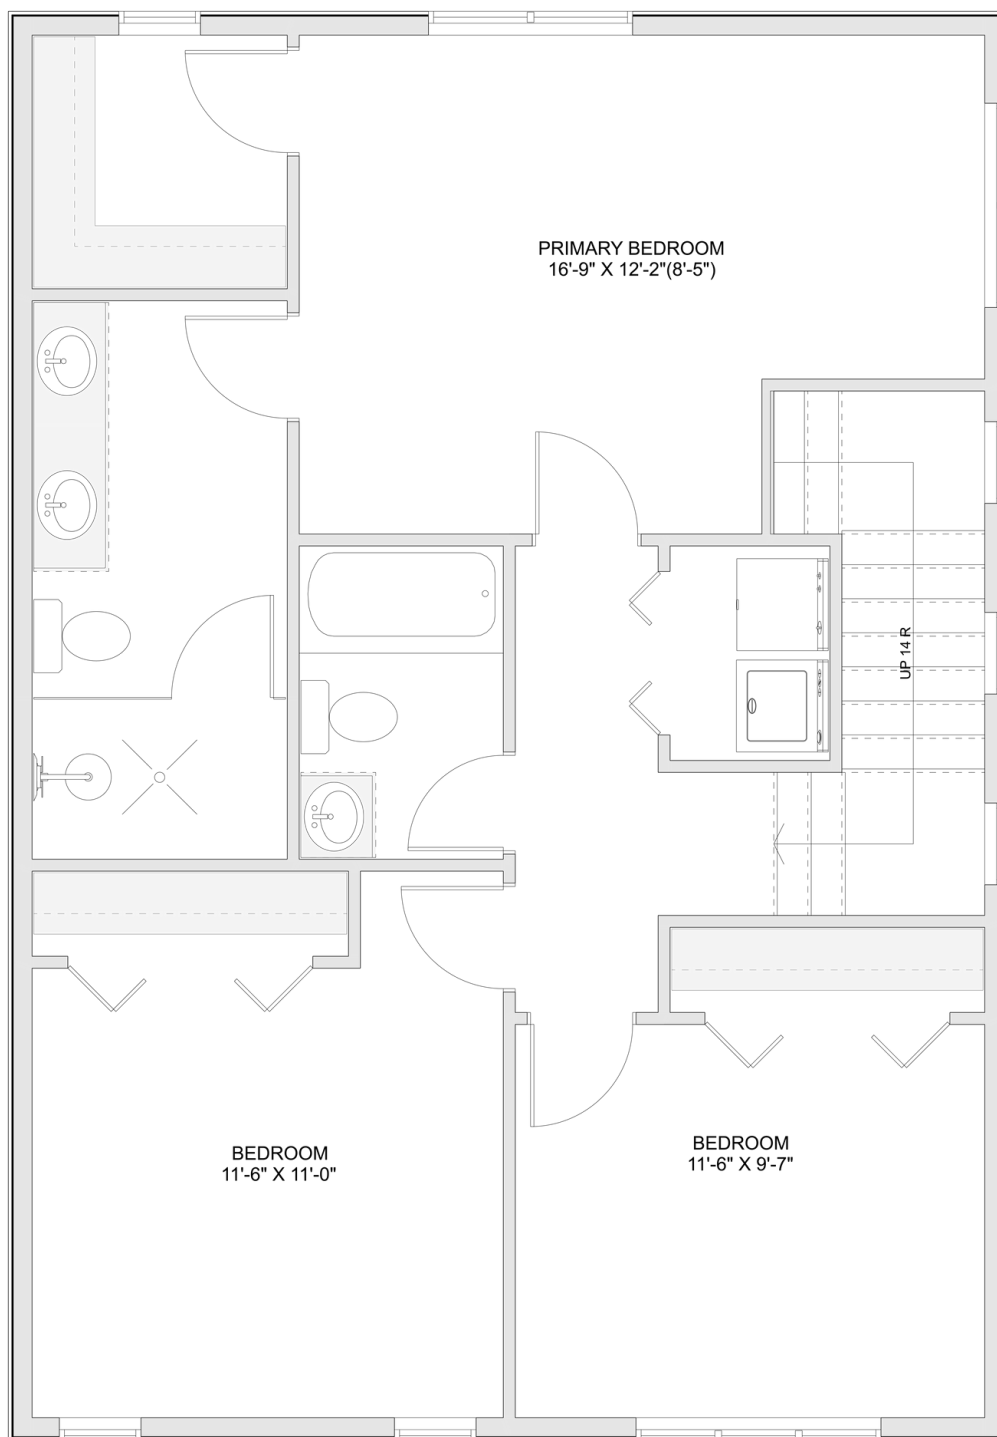 PRIMARY BEDROOM
16'-9" X 12'-2"(8'-5")
UP 14 R
BEDROOM
11'-6" X 11'-0"
BEDROOM
11'-6" X 9'-7"